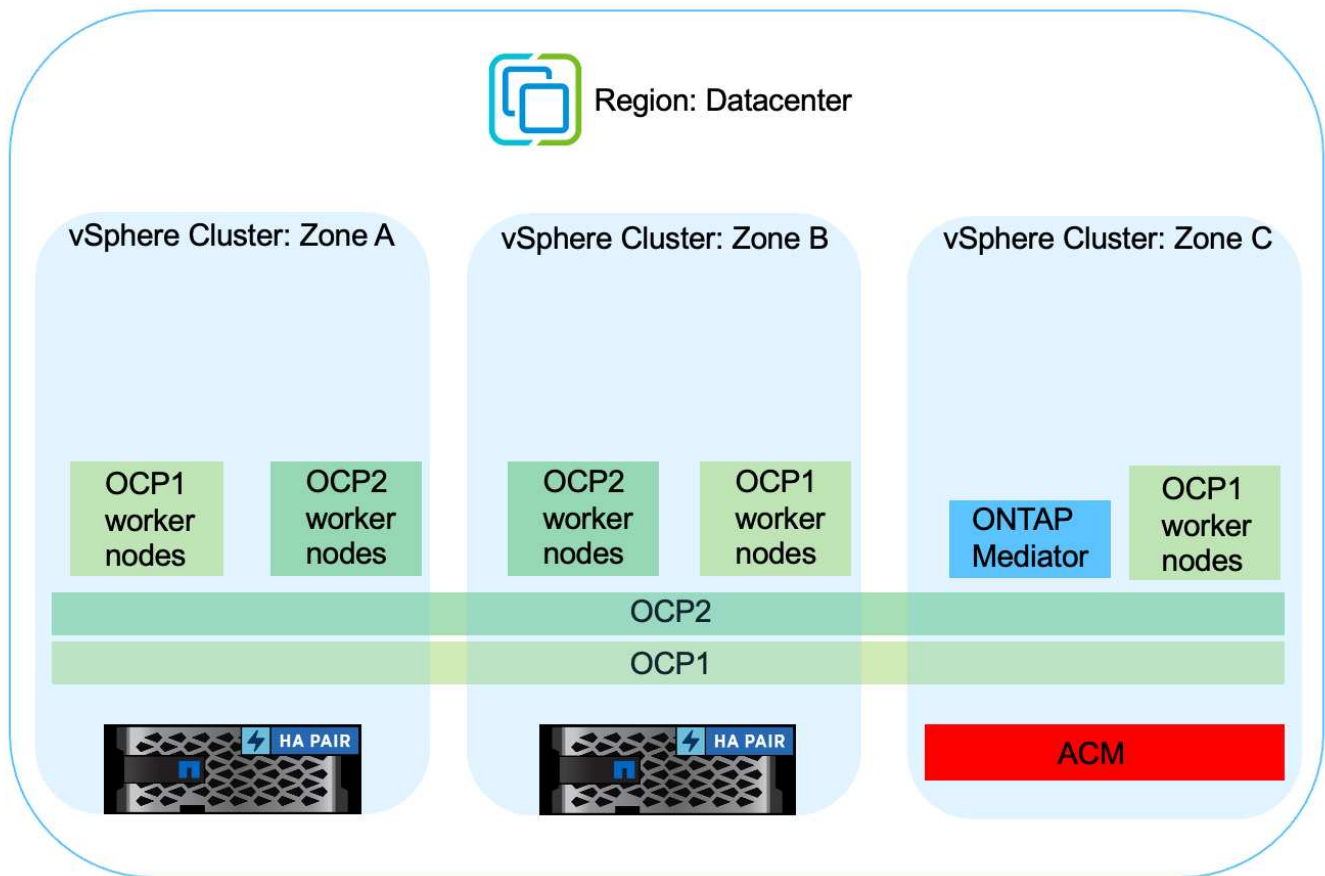 Region: Datacenter
vSphere Cluster: Zone A
vSphere Cluster: Zone B
vSphere Cluster: Zone C
OCP1
worker
nodes
OCP2
worker
nodes
OCP2
worker
nodes
OCP1
worker
nodes
ONTAP
Mediator
OCP1
worker
nodes
OCP2
OCP1
HA PAIR
HA PAIR
ACM